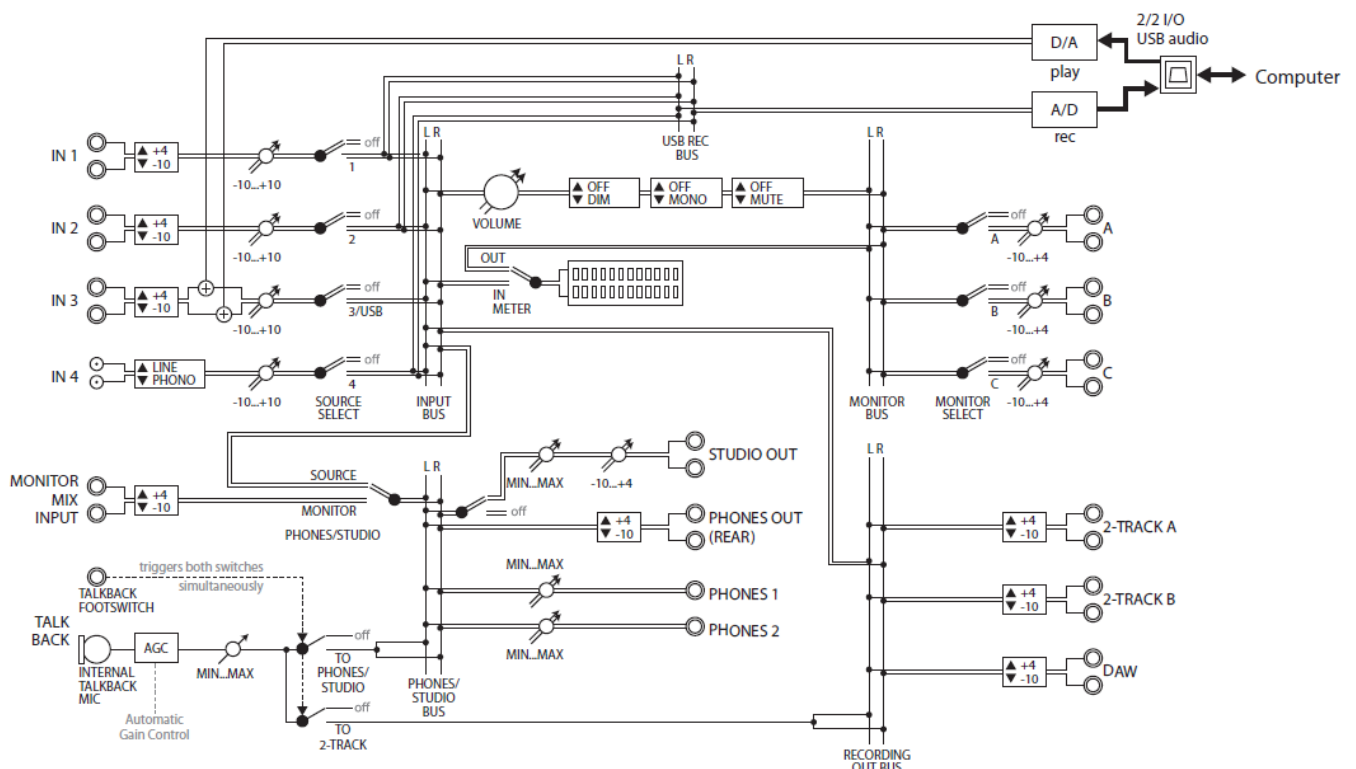 2/2 I/O
USB audio
D/A
play
Computer
A/D
rec
L R
USB REC
BUS
IN 1
▲ +4
▼ -10
-10...+10
off
1
L R
INPUT
BUS
VOLUME
▲ OFF
▼ DIM
▲ OFF
▼ MONO
▲ OFF
▼ MUTE
L R
MONITOR
BUS
IN 2
▲ +4
▼ -10
-10...+10
off
2
IN 3
▲ +4
▼ -10
-10...+10
off
3/USB
IN 4
▲ LINE
▼ PHONO
-10...+10
off
4
SOURCE
SELECT
OUT
IN
METER
off
A
-10...+4
A
off
B
-10...+4
B
off
C
-10...+4
C
MONITOR
SELECT
MONITOR
MIX
INPUT
▲ +4
▼ -10
SOURCE
MONITOR
PHONES/STUDIO
L R
PHONES/
STUDIO
BUS
off
MIN...MAX
-10...+4
STUDIO OUT
▲ +4
▼ -10
PHONES OUT
(REAR)
MIN...MAX
PHONES 1
MIN...MAX
PHONES 2
triggers both switches
simultaneously
TALKBACK
FOOTSWITCH
TALK
BACK
INTERNAL
TALKBACK
MIC
AGC
Automatic
Gain Control
MIN...MAX
off
TO
PHONES/
STUDIO
off
TO
2-TRACK
L R
RECORDING
OUT BUS
▲ +4
▼ -10
2-TRACK A
▲ +4
▼ -10
2-TRACK B
▲ +4
▼ -10
DAW